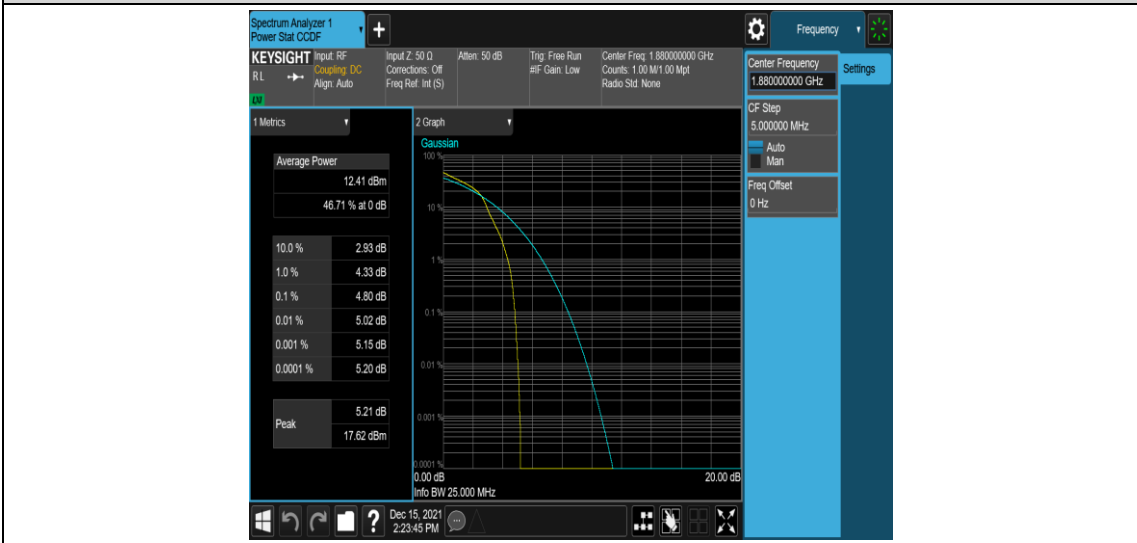 Spectrum Analyzer 1
Power Stat CCDF
+
Frequency
KEYSIGHT
RL
LXI
Input: RF
Coupling: DC
Align: Auto
Input Z: 50 Ω
Corrections: Off
Freq Ref: Int (S)
Atten: 50 dB
Trig: Free Run
#IF Gain: Low
Center Freq: 1.880000000 GHz
Counts: 1.00 M/1.00 Mpt
Radio Std: None
Center Frequency
1.880000000 GHz
Settings
CF Step
5.000000 MHz
Auto
Man
Freq Offset
0 Hz
1 Metrics
Average Power
12.41 dBm
46.71 % at 0 dB
10.0 % 2.93 dB
1.0 % 4.33 dB
0.1 % 4.80 dB
0.01 % 5.02 dB
0.001 % 5.15 dB
0.0001 % 5.20 dB
Peak
5.21 dB
17.62 dBm
2 Graph
Gaussian
100 %
10 %
1 %
0.1 %
0.01 %
0.001 %
0.0001 %
0.00 dB 20.00 dB
Info BW 25.000 MHz
?
Dec 15, 2021
2:23:45 PM